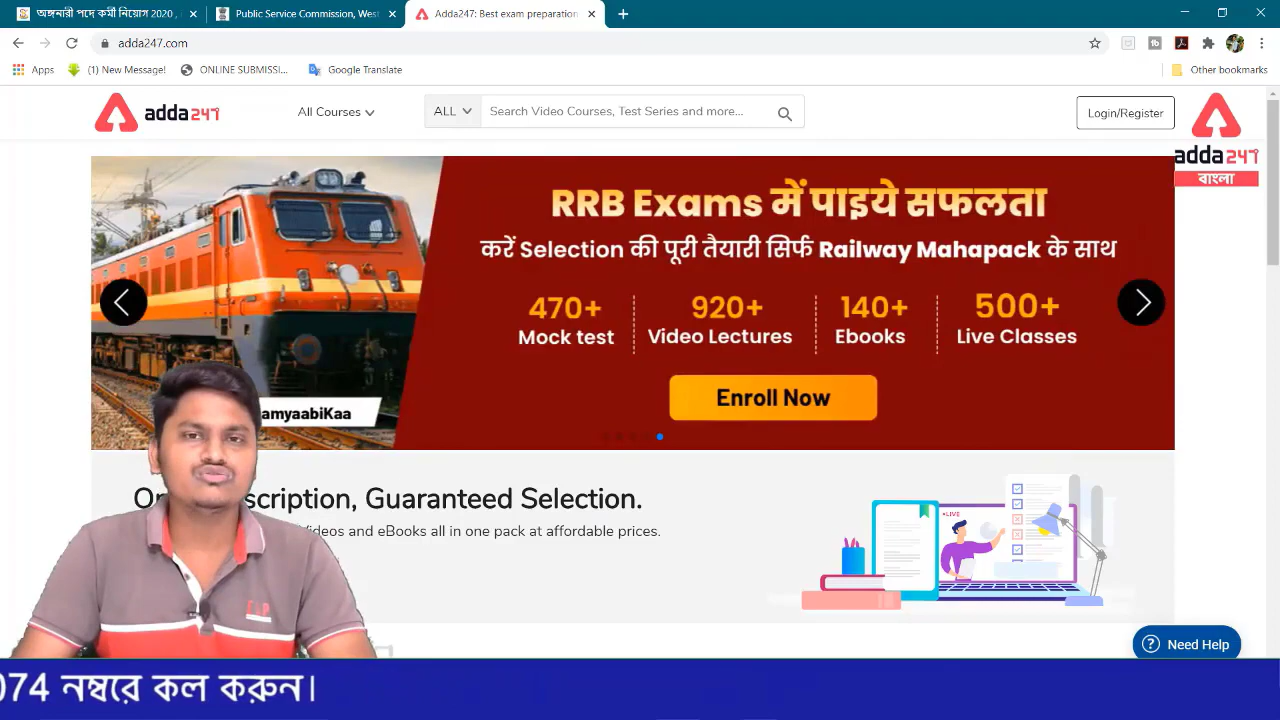 অঙ্গনারী পদে কর্মী নিয়োগ 2020 ,
Public Service Commission, West
Adda247: Best exam preparation
adda247.com
Apps
(1) New Message!
ONLINE SUBMISSI...
Google Translate
Other bookmarks
adda247
All Courses
ALL
Search Video Courses, Test Series and more...
Login/Register
adda247
বাংলা
RRB Exams में पाइये सफलता
करें Selection की पूरी तैयारी सिर्फ Railway Mahapack के साथ
470+ 920+ 140+ 500+
Mock test Video Lectures Ebooks Live Classes
Enroll Now
amyaabiKaa
scription, Guaranteed Selection.
and eBooks all in one pack at affordable prices.
LIVE
Need Help
074 নম্বরে কল করুন।